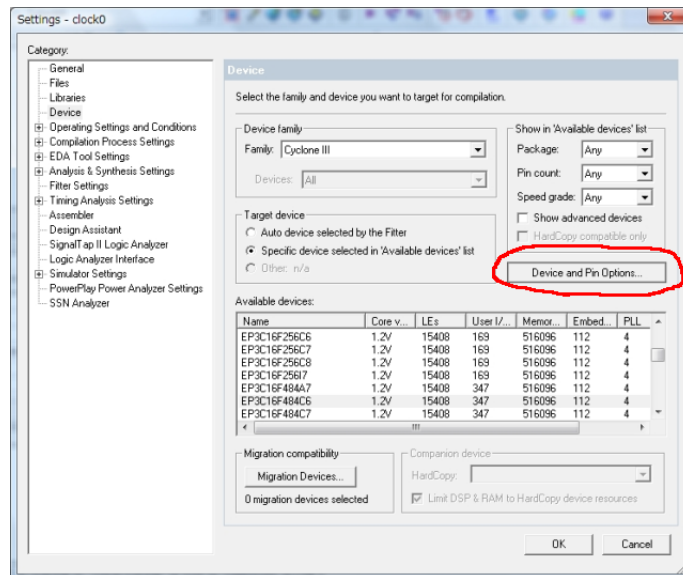 Settings - clock0
Category:
General
Files
Libraries
Device
Operating Settings and Conditions
Compilation Process Settings
EDA Tool Settings
Analysis & Synthesis Settings
Fitter Settings
Timing Analysis Settings
Assembler
Design Assistant
SignalTap II Logic Analyzer
Logic Analyzer Interface
Simulator Settings
PowerPlay Power Analyzer Settings
SSN Analyzer
Device
Select the family and device you want to target for compilation.
Device family
Family: Cyclone III
Devices: All
Show in 'Available devices' list
Package: Any
Pin count: Any
Speed grade: Any
Show advanced devices
HardCopy compatible only
Target device
Auto device selected by the Fitter
Specific device selected in 'Available devices' list
Other: n/a
Device and Pin Options...
Available devices:
Name Core v... LEs User I/... Memor... Embed... PLL
EP3C16F256C6 1.2V 15408 169 516096 112 4
EP3C16F256C7 1.2V 15408 169 516096 112 4
EP3C16F256C8 1.2V 15408 169 516096 112 4
EP3C16F256I7 1.2V 15408 169 516096 112 4
EP3C16F484A7 1.2V 15408 347 516096 112 4
EP3C16F484C6 1.2V 15408 347 516096 112 4
EP3C16F484C7 1.2V 15408 347 516096 112 4
Migration compatibility
Migration Devices...
0 migration devices selected
Companion device
HardCopy:
Limit DSP & RAM to HardCopy device resources
OK
Cancel